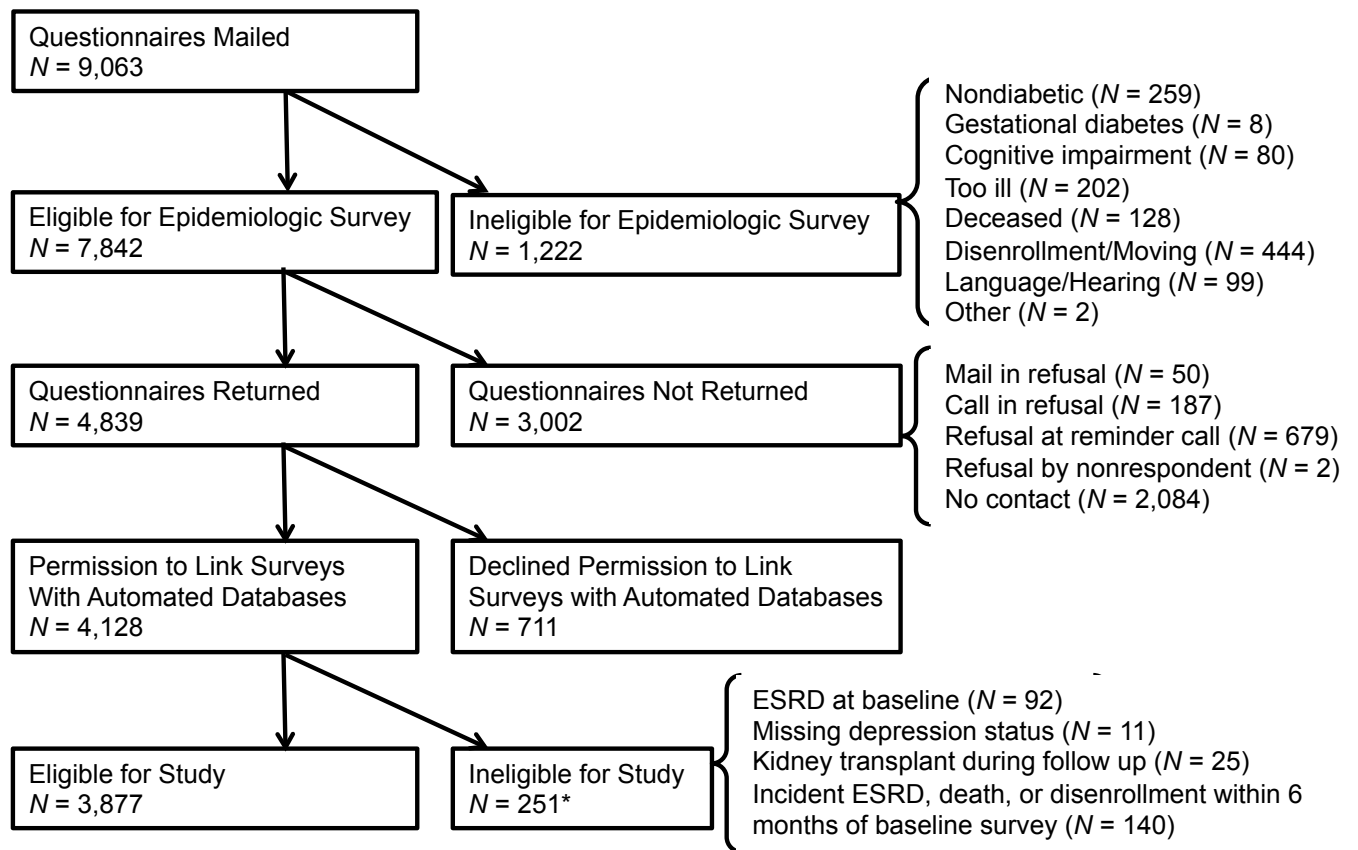 Questionnaires Mailed
N = 9,063
Nondiabetic (N = 259)
Gestational diabetes (N = 8)
Cognitive impairment (N = 80)
Too ill (N = 202)
Deceased (N = 128)
Disenrollment/Moving (N = 444)
Language/Hearing (N = 99)
Other (N = 2)
Eligible for Epidemiologic Survey
N = 7,842
Ineligible for Epidemiologic Survey
N = 1,222
Questionnaires Returned
N = 4,839
Questionnaires Not Returned
N = 3,002
Mail in refusal (N = 50)
Call in refusal (N = 187)
Refusal at reminder call (N = 679)
Refusal by nonrespondent (N = 2)
No contact (N = 2,084)
Permission to Link Surveys
With Automated Databases
N = 4,128
Declined Permission to Link
Surveys with Automated Databases
N = 711
Eligible for Study
N = 3,877
Ineligible for Study
N = 251*
ESRD at baseline (N = 92)
Missing depression status (N = 11)
Kidney transplant during follow up (N = 25)
Incident ESRD, death, or disenrollment within 6
months of baseline survey (N = 140)